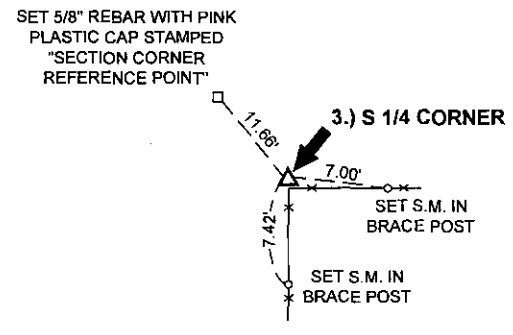 SET 5/8" REBAR WITH PINK
PLASTIC CAP STAMPED
"SECTION CORNER
REFERENCE POINT"
11.66'
3.) S 1/4 CORNER
7.00'
SET S.M. IN
BRACE POST
7.42'
SET S.M. IN
BRACE POST